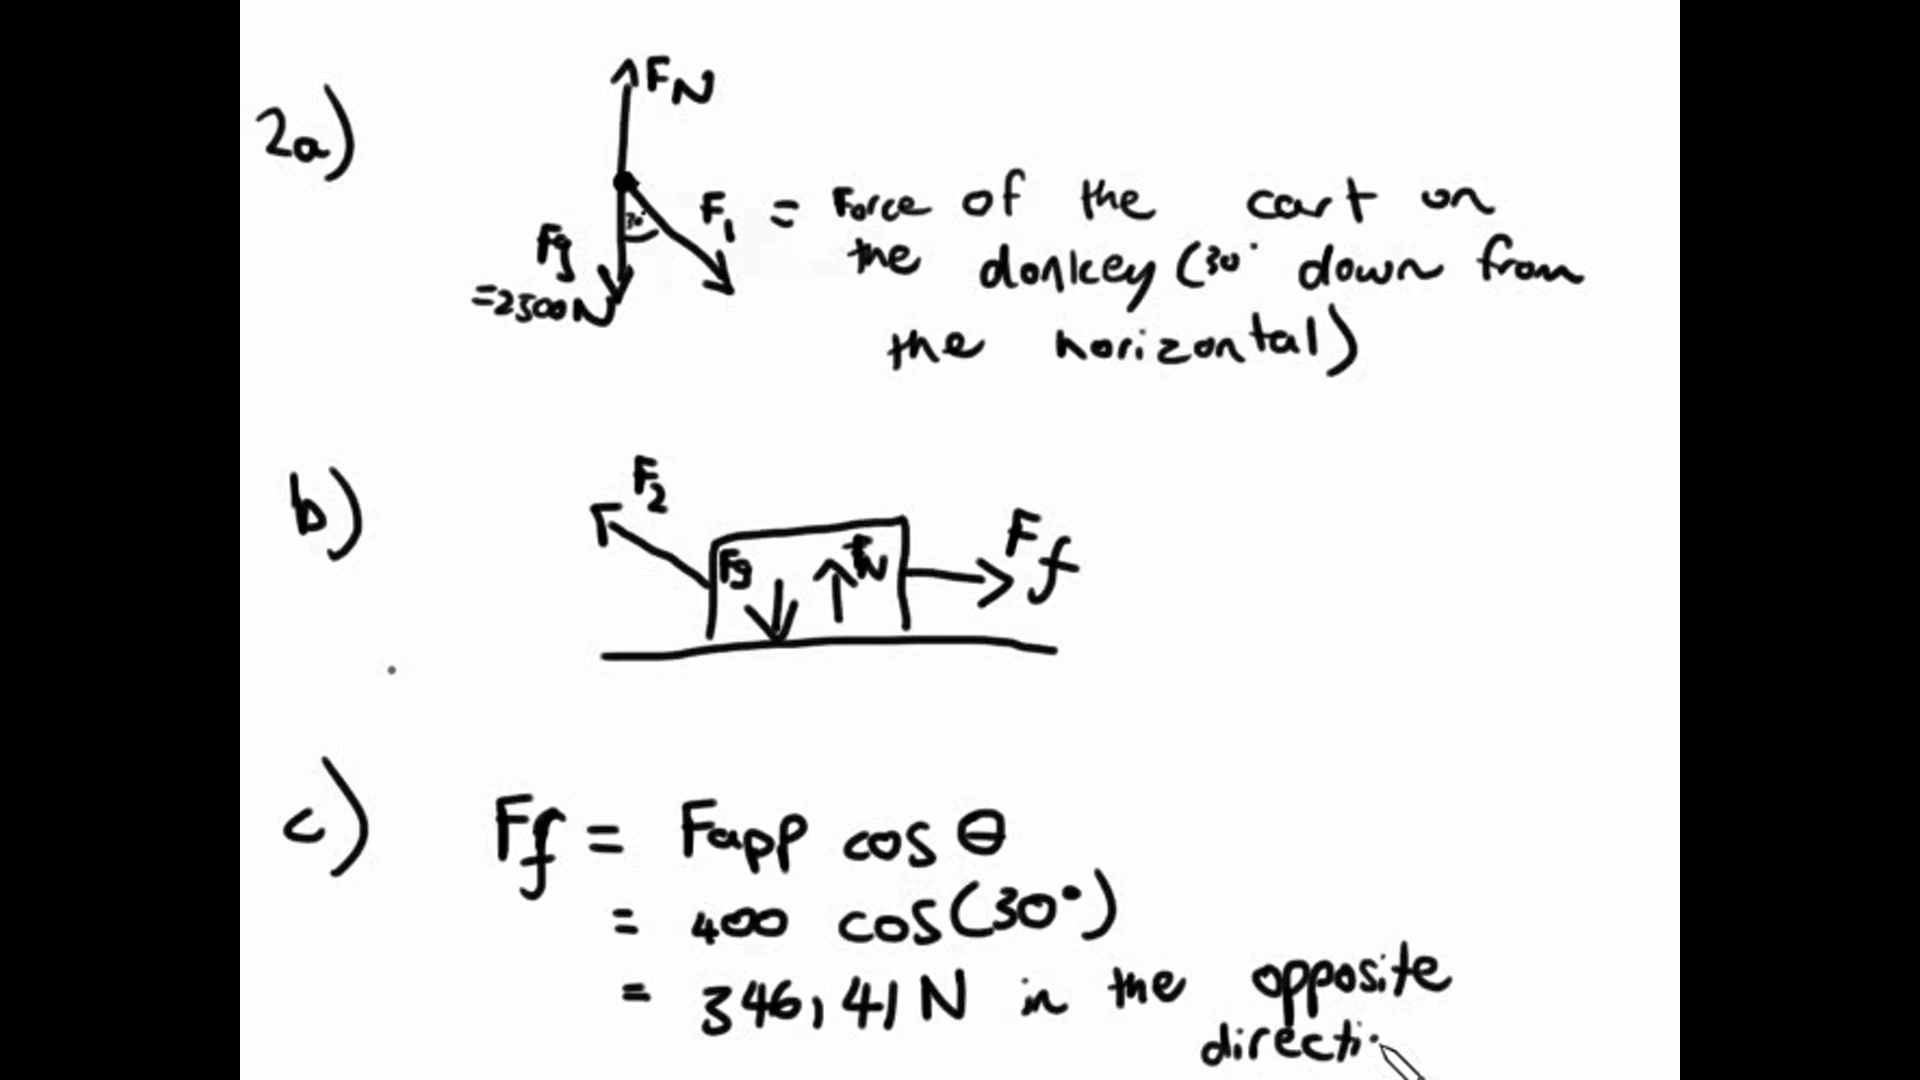 2a)
FN
30°
Fg
=2500N
F1 = Force of the cart on
the donkey (30° down from
the horizontal)
b)
F2
Fg
FN
Ff
c)
Ff = Fapp cos θ
= 400 cos(30°)
= 346,41 N in the opposite
directi